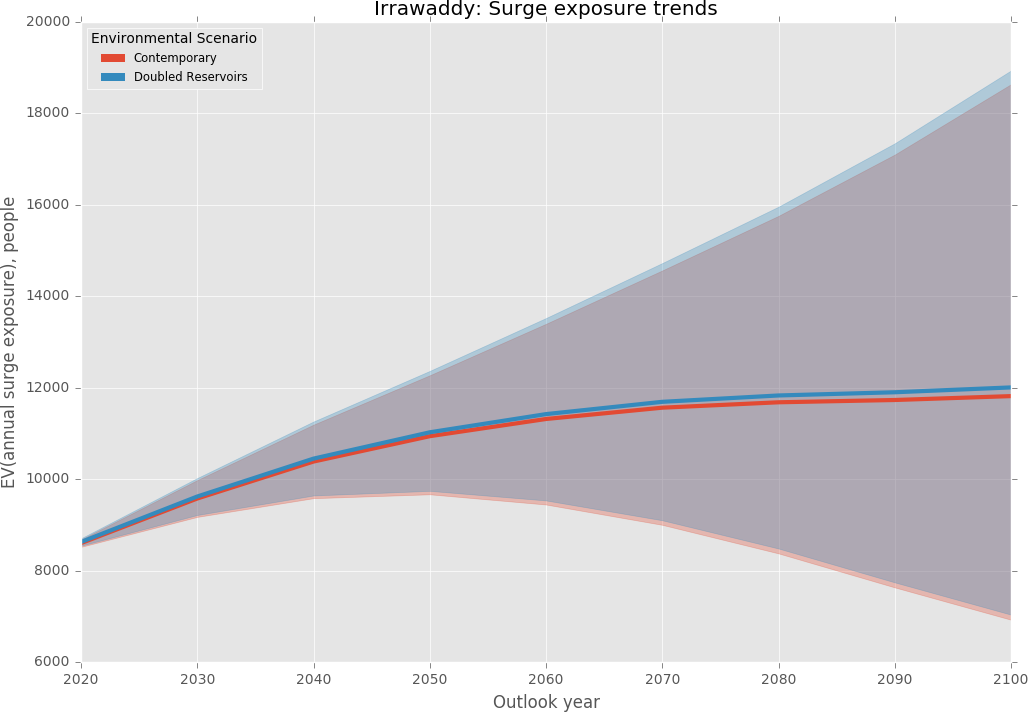 Irrawaddy: Surge exposure trends
20000
18000
16000
14000
12000
10000
8000
6000
EV(annual surge exposure), people
Environmental Scenario
Contemporary
Doubled Reservoirs
2020 2030 2040 2050 2060 2070 2080 2090 2100
Outlook year